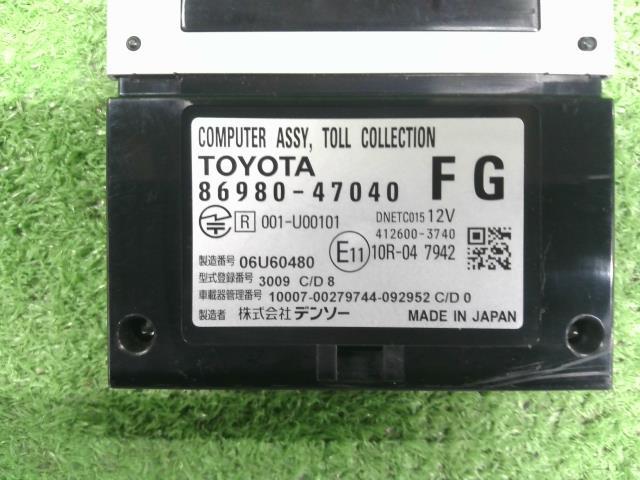 COMPUTER ASSY, TOLL COLLECTION
TOYOTA
86980-47040 FG
R 001-U00101 DNETC015 12V
412600-3740
製造番号 06U60480 E11 10R-04 7942
型式登録番号 3009 C/D 8
車載器管理番号 10007-00279744-092952 C/D 0
製造者 株式会社 デンソー MADE IN JAPAN